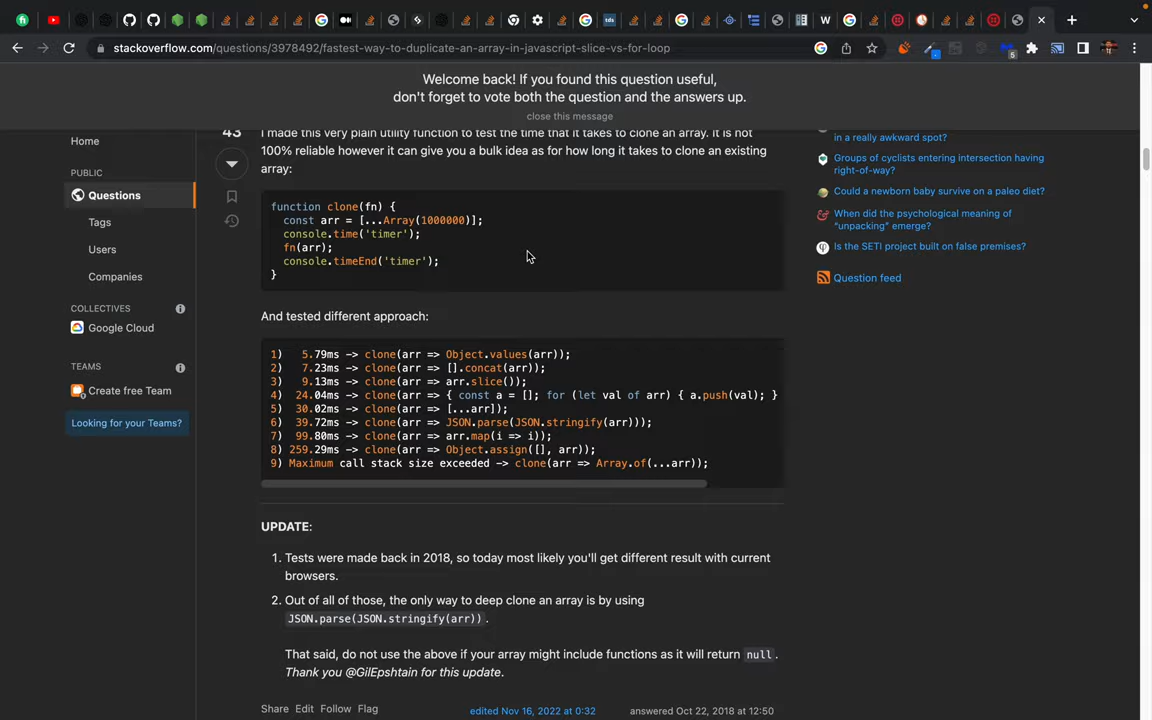 stackoverflow.com/questions/3978492/fastest-way-to-duplicate-an-array-in-javascript-slice-vs-for-loop
5
Welcome back! If you found this question useful,
don't forget to vote both the question and the answers up.
close this message
Home
PUBLIC
Questions
Tags
Users
Companies
COLLECTIVES
Google Cloud
TEAMS
Create free Team
Looking for your Teams?
43
I made this very plain utility function to test the time that it takes to clone an array. It is not
100% reliable however it can give you a bulk idea as for how long it takes to clone an existing
array:
function clone(fn) {
const arr = [...Array(1000000)];
console.time('timer');
fn(arr);
console.timeEnd('timer');
}
And tested different approach:
1) 5.79ms -> clone(arr => Object.values(arr));
2) 7.23ms -> clone(arr => [].concat(arr));
3) 9.13ms -> clone(arr => arr.slice());
4) 24.04ms -> clone(arr => { const a = []; for (let val of arr) { a.push(val); }
5) 30.02ms -> clone(arr => [...arr]);
6) 39.72ms -> clone(arr => JSON.parse(JSON.stringify(arr)));
7) 99.80ms -> clone(arr => arr.map(i => i));
8) 259.29ms -> clone(arr => Object.assign([], arr));
9) Maximum call stack size exceeded -> clone(arr => Array.of(...arr));
UPDATE:
1. Tests were made back in 2018, so today most likely you'll get different result with current
browsers.
2. Out of all of those, the only way to deep clone an array is by using
JSON.parse(JSON.stringify(arr)).
That said, do not use the above if your array might include functions as it will return null.
Thank you @GilEpshtain for this update.
Share Edit Follow Flag
edited Nov 16, 2022 at 0:32
answered Oct 22, 2018 at 12:50
in a really awkward spot?
Groups of cyclists entering intersection having
right-of-way?
Could a newborn baby survive on a paleo diet?
When did the psychological meaning of
"unpacking" emerge?
Is the SETI project built on false premises?
Question feed